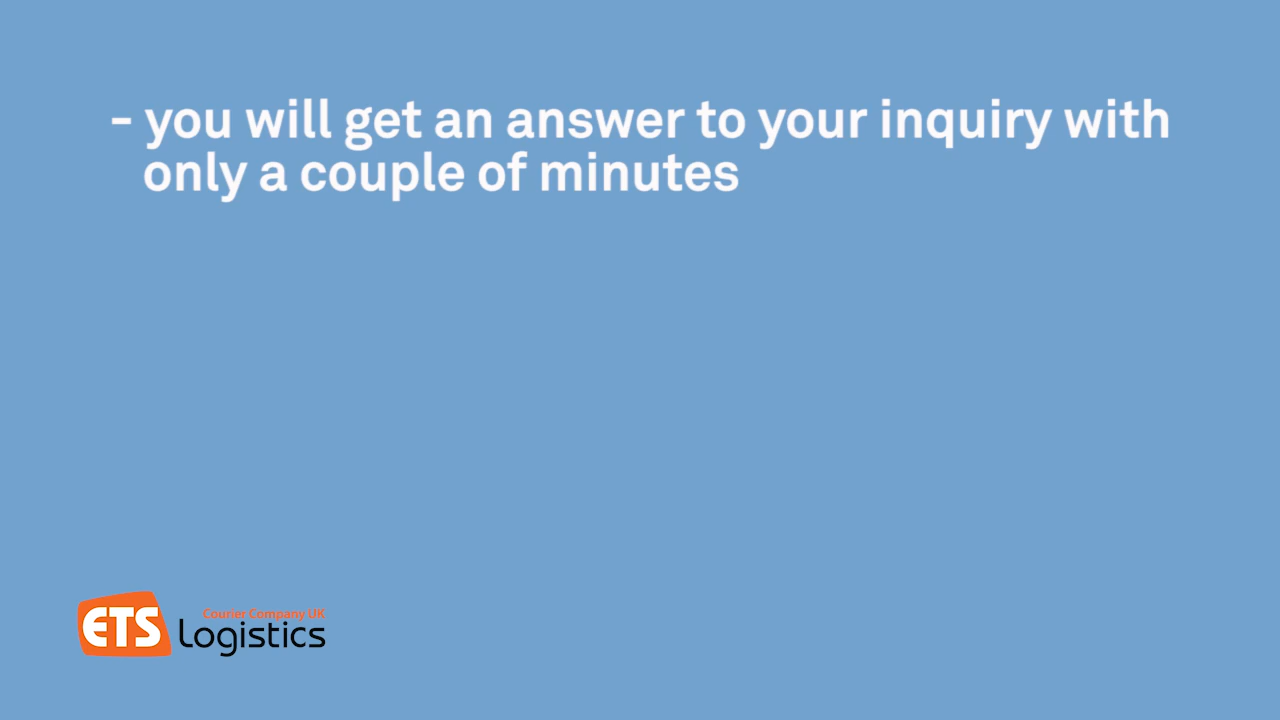 - you will get an answer to your inquiry with
only a couple of minutes
ETS
Courier Company UK
Logistics